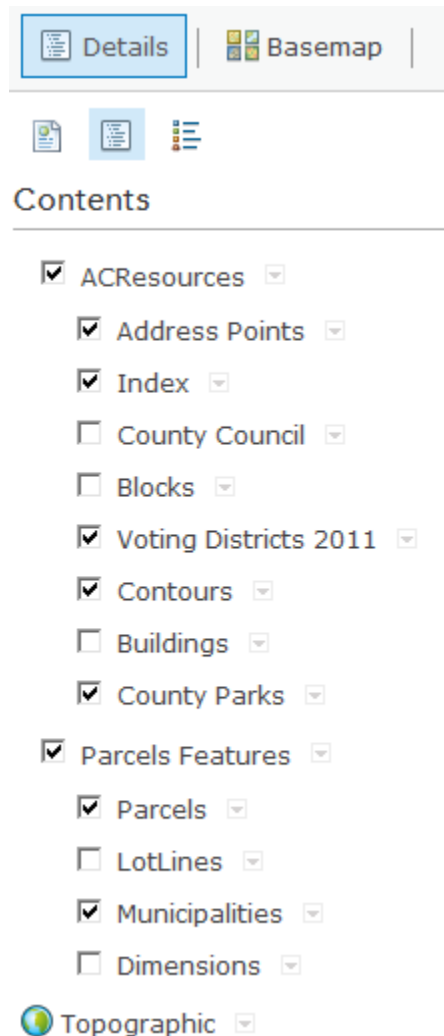 Details | Basemap |
Contents
ACResources
Address Points
Index
County Council
Blocks
Voting Districts 2011
Contours
Buildings
County Parks
Parcels Features
Parcels
LotLines
Municipalities
Dimensions
Topographic